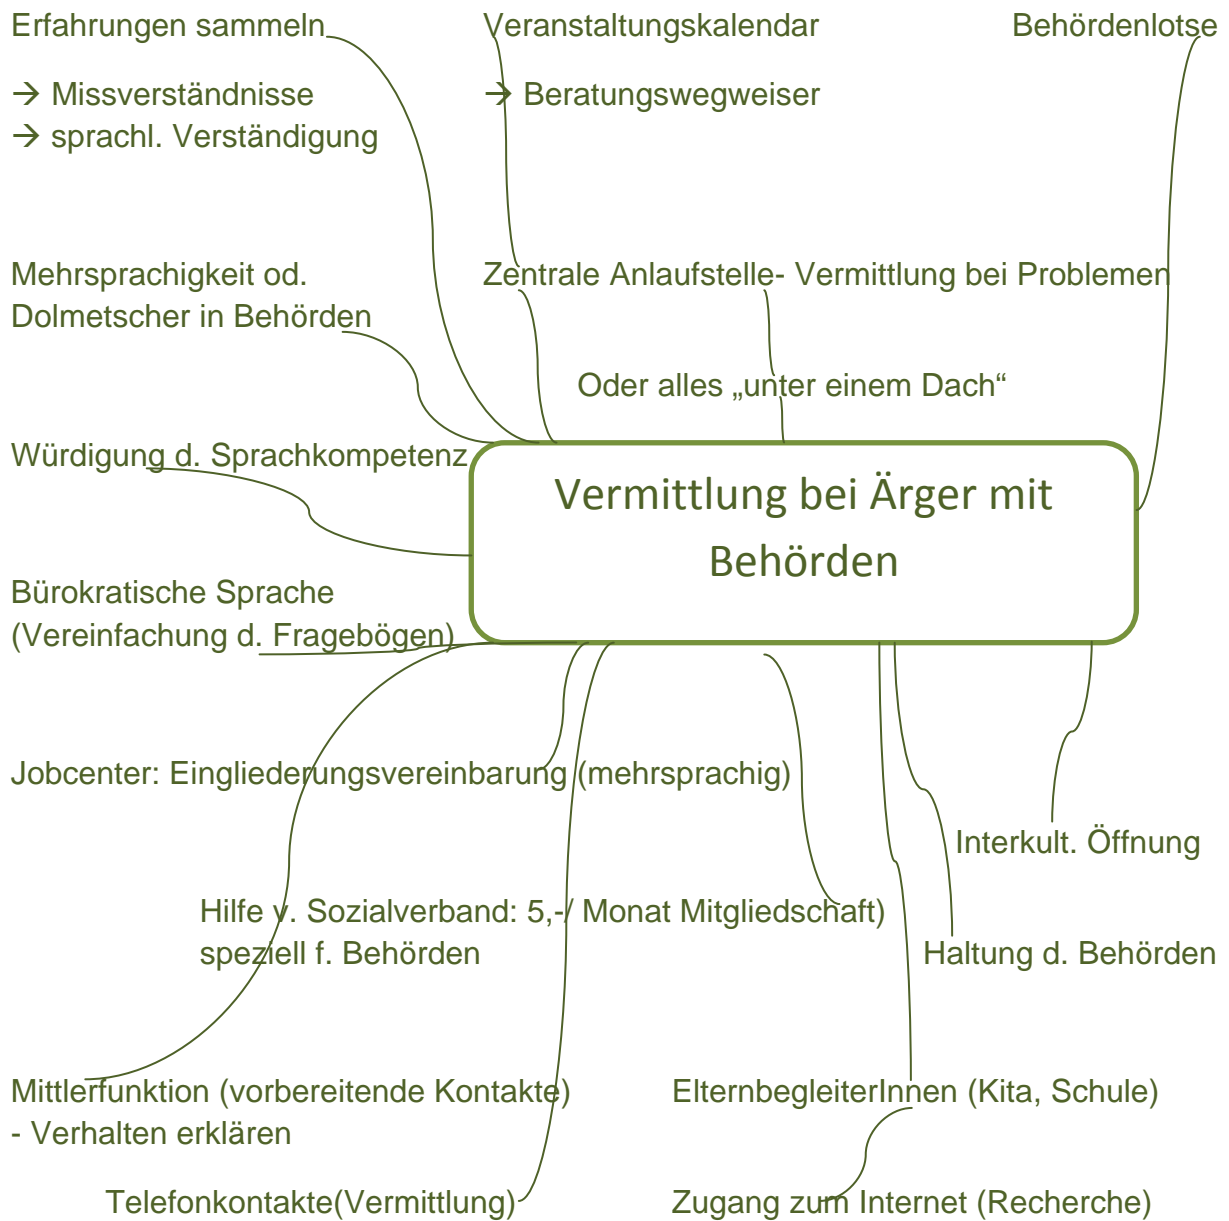 Erfahrungen sammeln
→ Missverständnisse
→ sprachl. Verständigung
Veranstaltungskalendar
→ Beratungswegweiser
Behördenlotse
Mehrsprachigkeit od.
Dolmetscher in Behörden
Zentrale Anlaufstelle- Vermittlung bei Problemen
Oder alles „unter einem Dach“
Würdigung d. Sprachkompetenz
Vermittlung bei Ärger mit
Behörden
Bürokratische Sprache
(Vereinfachung d. Fragebögen)
Jobcenter: Eingliederungsvereinbarung (mehrsprachig)
Interkult. Öffnung
Hilfe v. Sozialverband: 5,-/ Monat Mitgliedschaft)
speziell f. Behörden
Haltung d. Behörden
Mittlerfunktion (vorbereitende Kontakte)
- Verhalten erklären
ElternbegleiterInnen (Kita, Schule)
Telefonkontakte(Vermittlung)
Zugang zum Internet (Recherche)